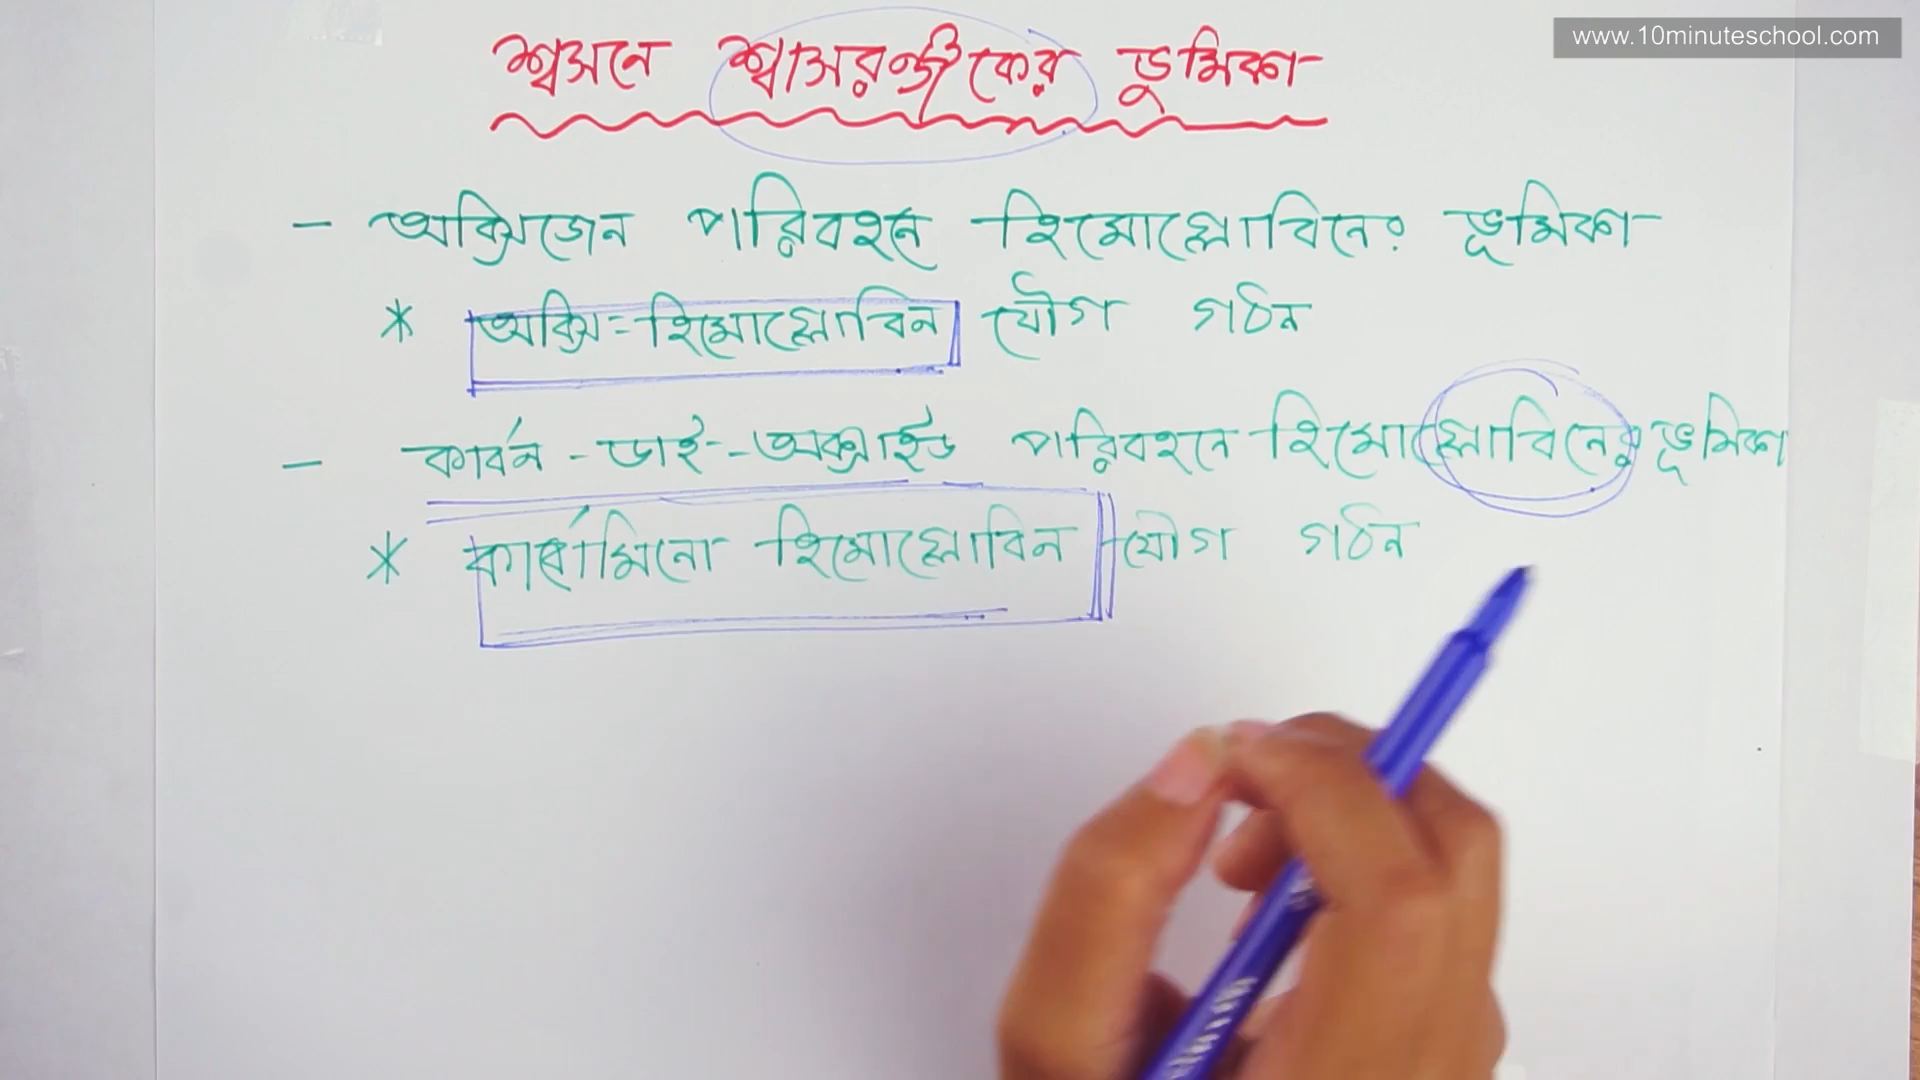 www.10minuteschool.com
শ্বসনে শ্বাসরঞ্জকের ভূমিকা
- অক্সিজেন পরিবহনে হিমোগ্লোবিনের ভূমিকা
* অক্সি-হিমোগ্লোবিন যৌগ গঠন
- কার্বন-ডাই-অক্সাইড পরিবহনে হিমোগ্লোবিনের ভূমিকা
* কার্বামিনো হিমোগ্লোবিন যৌগ গঠন